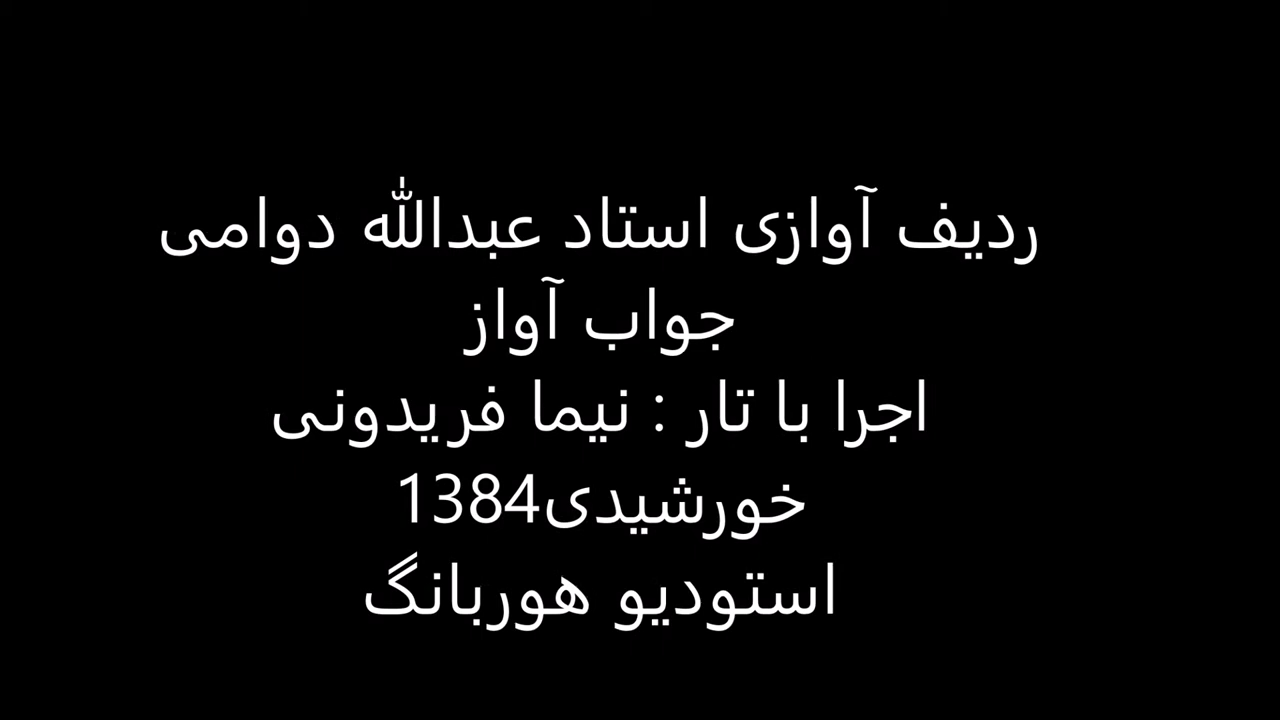 ردیف آوازی استاد عبدالله دوامی
جواب آواز
اجرا با تار : نیما فریدونی
خورشیدی1384
استودیو هوربانگ